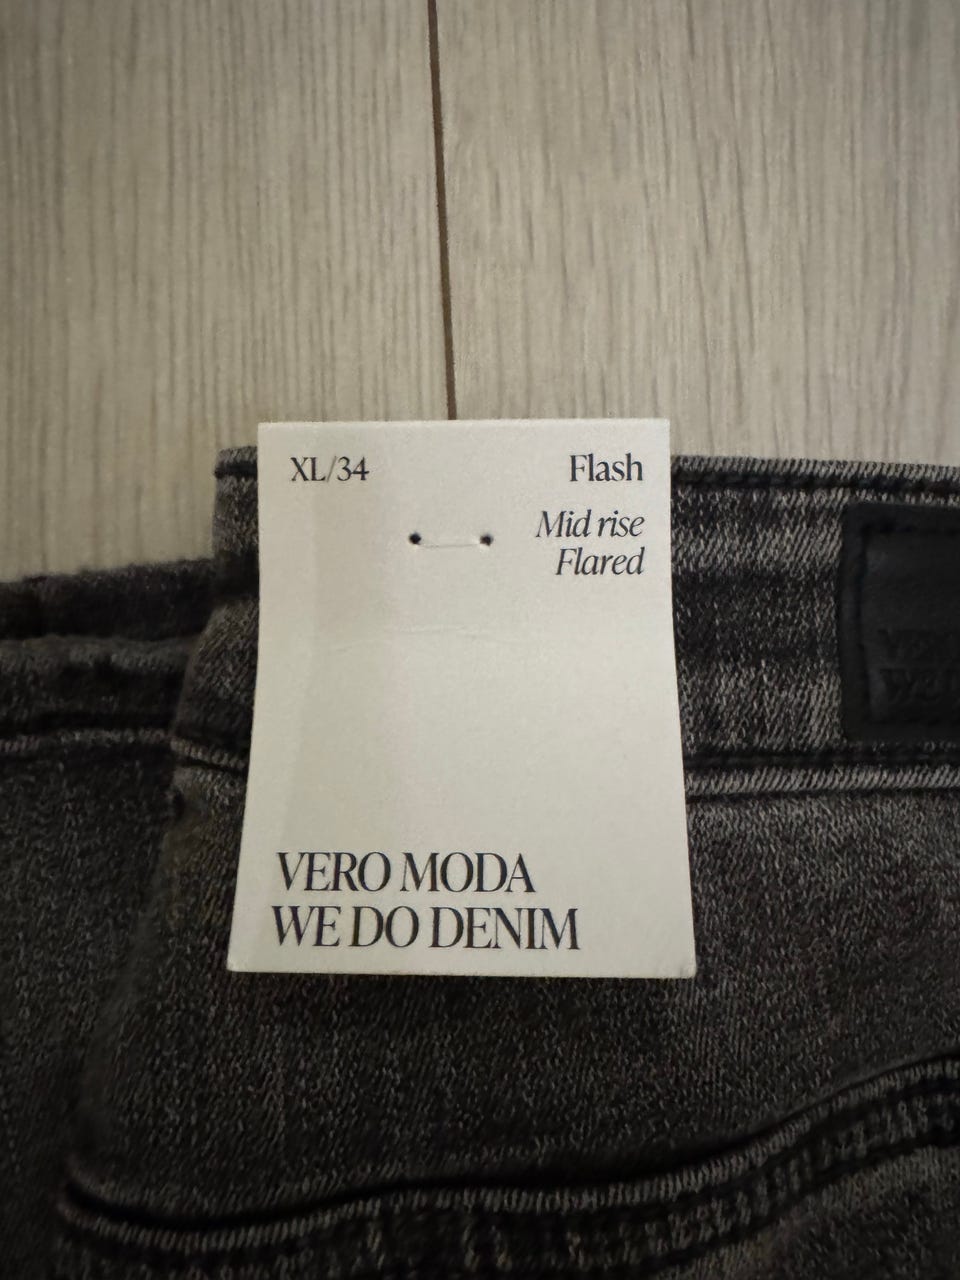 XL/34
Flash
Mid rise
Flared
VERO MODA
WE DO DENIM